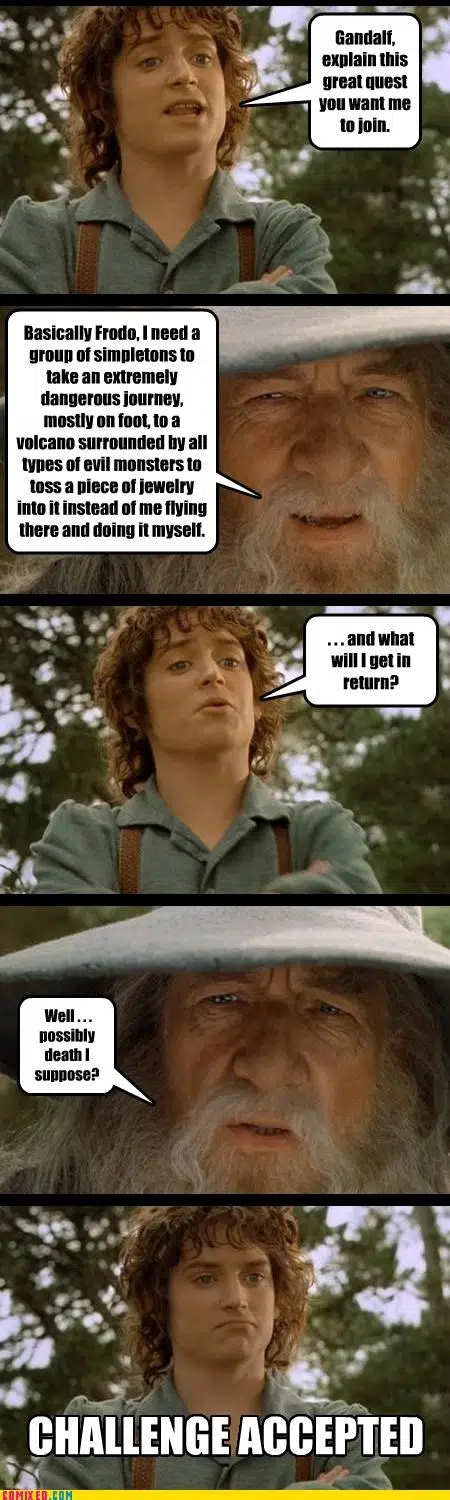 Gandalf,
explain this
great quest
you want me
to join.
Basically Frodo, I need a
group of simpletons to
take an extremely
dangerous journey,
mostly on foot, to a
volcano surrounded by all
types of evil monsters to
toss a piece of jewelry
into it instead of me flying
there and doing it myself.
. . . and what
will I get in
return?
Well . . .
possibly
death I
suppose?
CHALLENGE ACCEPTED
COMIXED.COM